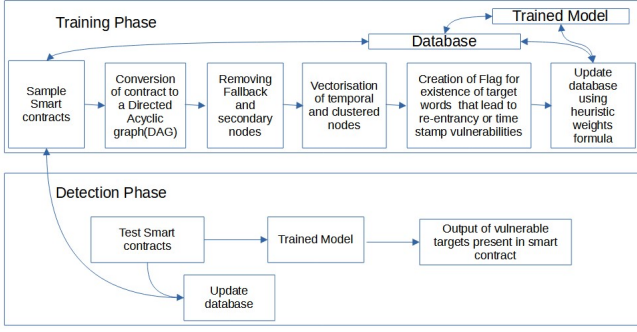 Training Phase
Trained Model
Database
Sample
Smart
contracts
Conversion
of contract to
a Directed
Acyclic
graph(DAG)
Removing
Fallback
and
secondary
nodes
Vectorisation
of temporal
and clustered
nodes
Creation of Flag for
existence of target
words that lead to
re-entrancy or time
stamp vulnerabilities
Update
database
using
heuristic
weights
formula
Detection Phase
Test Smart
contracts
Trained Model
Output of vulnerable
targets present in smart
contract
Update
database